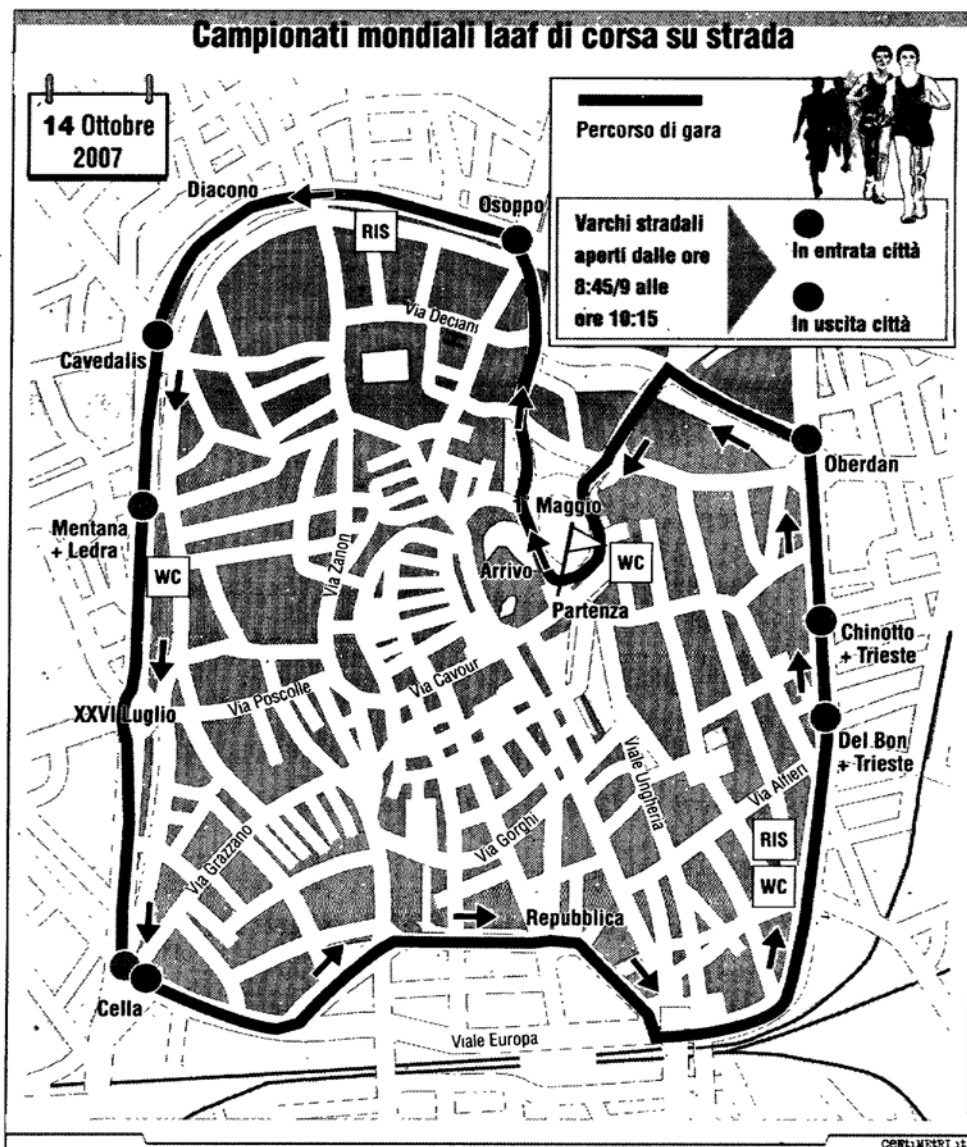 Campionati mondiali Iaaf di corsa su strada
14 Ottobre
2007
Percorso di gara
Varchi stradali
aperti dalle ore
8:45/9 alle
ore 10:15
In entrata città
In uscita città
Diacono
Osoppo
RIS
Via Deciani
Cavedalis
Oberdan
Mentana
+ Ledra
Maggio
WC
Via Zanon
Arrivo
WC
Partenza
Chinotto
+ Trieste
Via Cavour
Via Poscolle
XXVI Luglio
Del Bon
+ Trieste
Viale Ungheria
Via Alfieri
Via Gorghi
Via Grazzano
RIS
WC
Repubblica
Cella
Viale Europa
CENTIMETRI.it